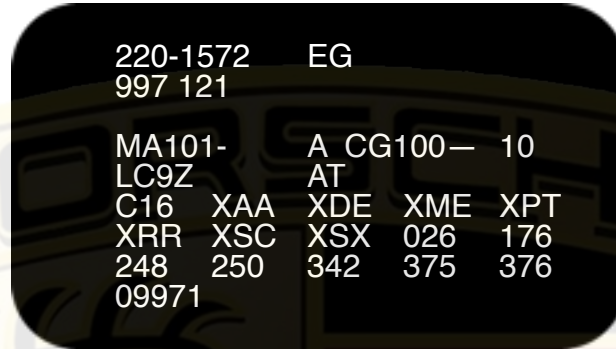 220-1572 EG
997 121
MA101- A CG100— 10
LC9Z AT
C16 XAA XDE XME XPT
XRR XSC XSX 026 176
248 250 342 375 376
09971
PORSCHE